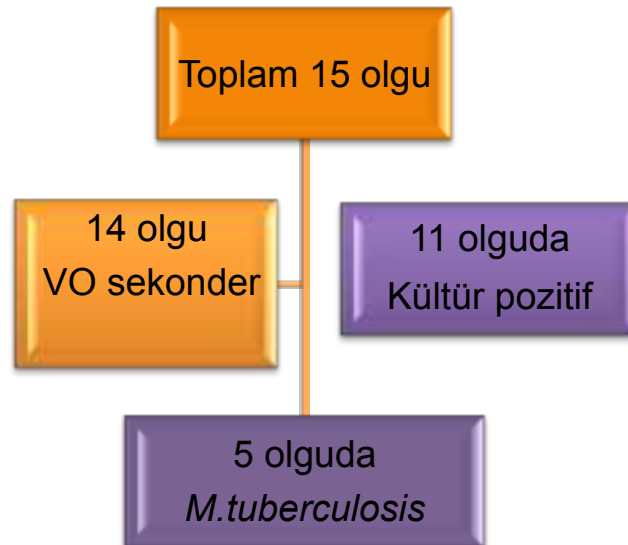 Toplam 15 olgu
14 olgu
VO sekonder
11 olguda
Kültür pozitif
5 olguda
M.tuberculosis